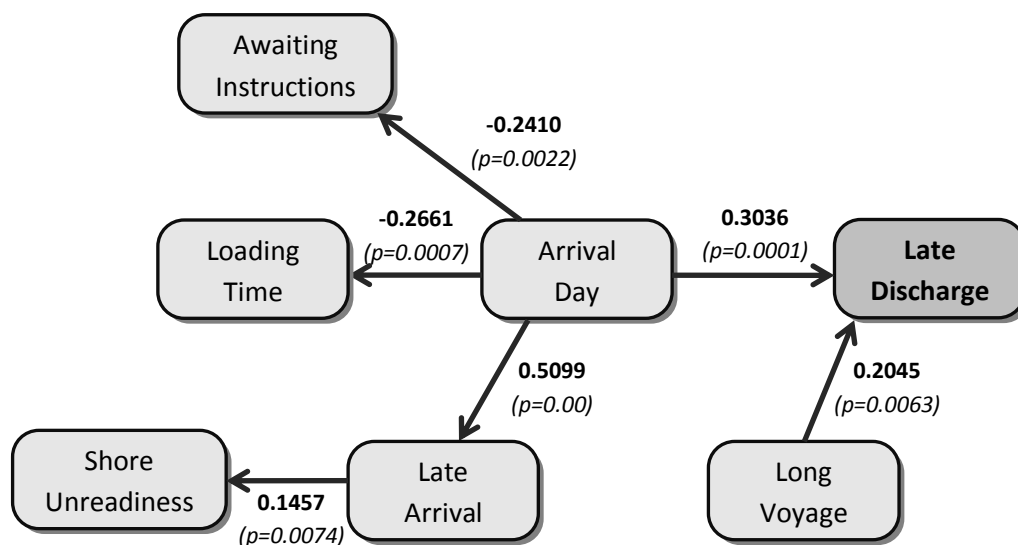 Awaiting
Instructions
-0.2410
(p=0.0022)
-0.2661
(p=0.0007)
0.3036
(p=0.0001)
Loading
Time
Arrival
Day
Late
Discharge
0.5099
(p=0.00)
0.2045
(p=0.0063)
Shore
Unreadiness
0.1457
(p=0.0074)
Late
Arrival
Long
Voyage